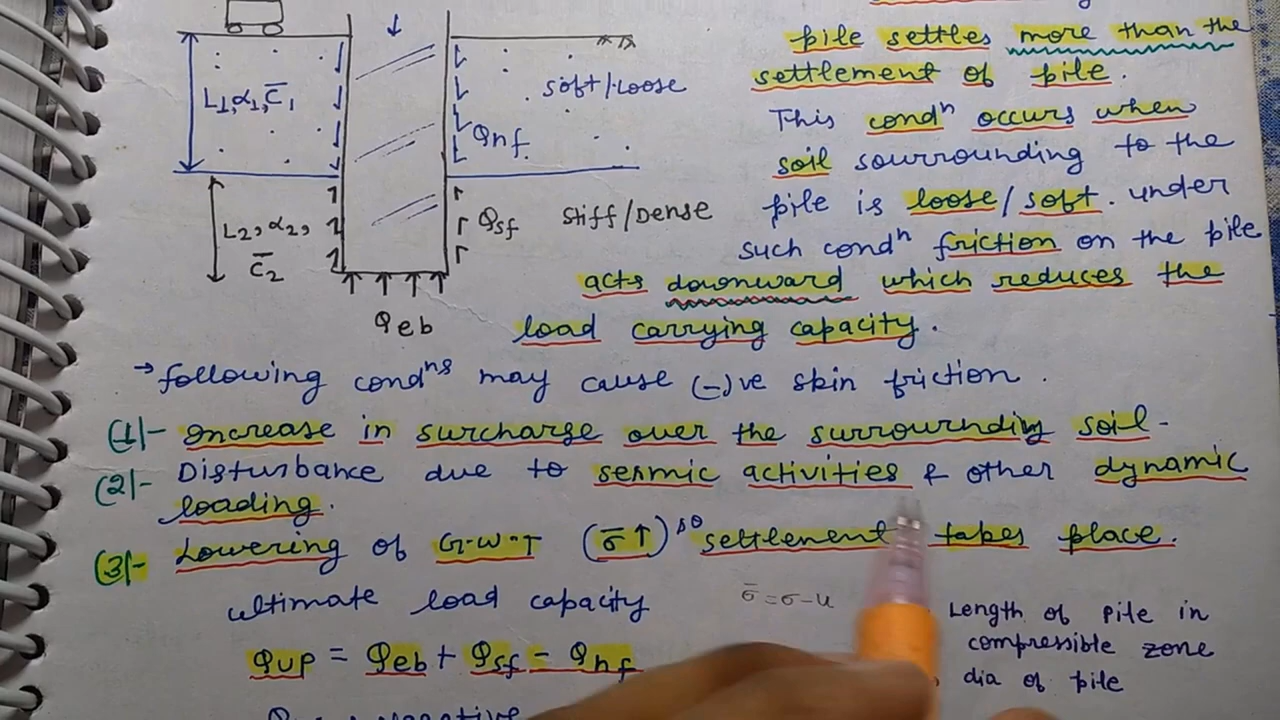 pile settles more than the
settlement of pile.
This condⁿ occurs when
soil sourrounding to the
pile is loose/soft. under
such condⁿ friction on the pile
acts downward which reduces the
load carrying capacity.
L1, α1, C̄1
soft/Loose
Qnf.
L2, α2,
C̄2
Qsf
Stiff/Dense
Qeb
→ following condⁿˢ may cause (-)ve skin friction.
(1)- Increase in surcharge over the surrournding soil-
(2)- Disturbance due to sesmic activities & other dynamic
loading.
(3)- Lowering of G.W.T (σ̄↑) so settlement takes place.
ultimate load capacity
σ̄ = σ-u
Qup = Qeb + Qsf - Qnf
Length of pile in
compressible zone
dia of pile